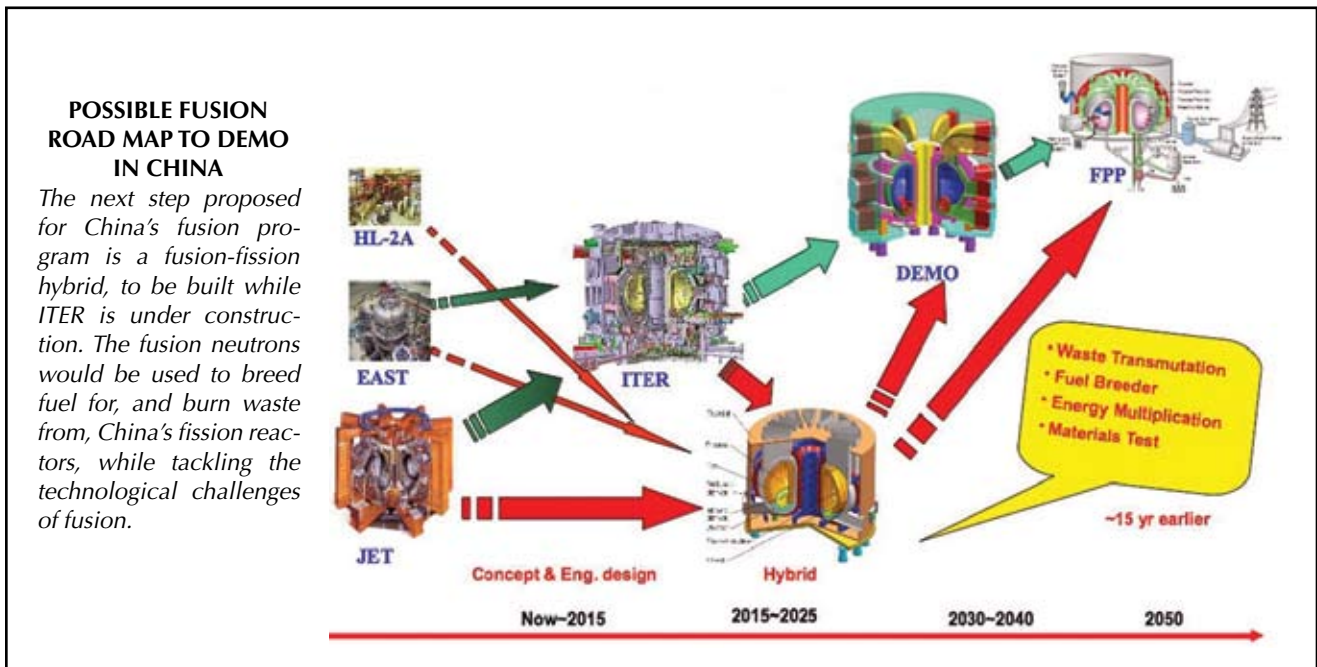 POSSIBLE FUSION
ROAD MAP TO DEMO
IN CHINA
The next step proposed
for China's fusion pro-
gram is a fusion-fission
hybrid, to be built while
ITER is under construc-
tion. The fusion neutrons
would be used to breed
fuel for, and burn waste
from, China's fission reac-
tors, while tackling the
technological challenges
of fusion.
HL-2A
EAST
JET
ITER
DEMO
FPP
• Waste Transmutation
• Fuel Breeder
• Energy Multiplication
• Materials Test
~15 yr earlier
Concept & Eng. design
Hybrid
Now~2015
2015~2025
2030~2040
2050